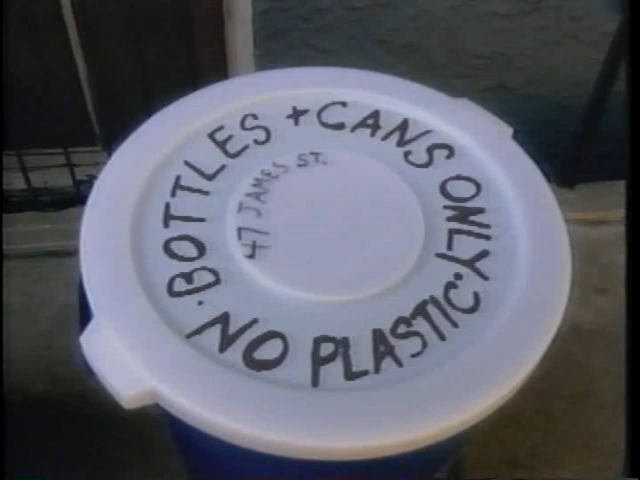 BOTTLES + CANS ONLY.
NO PLASTIC.
47 JAMES ST.